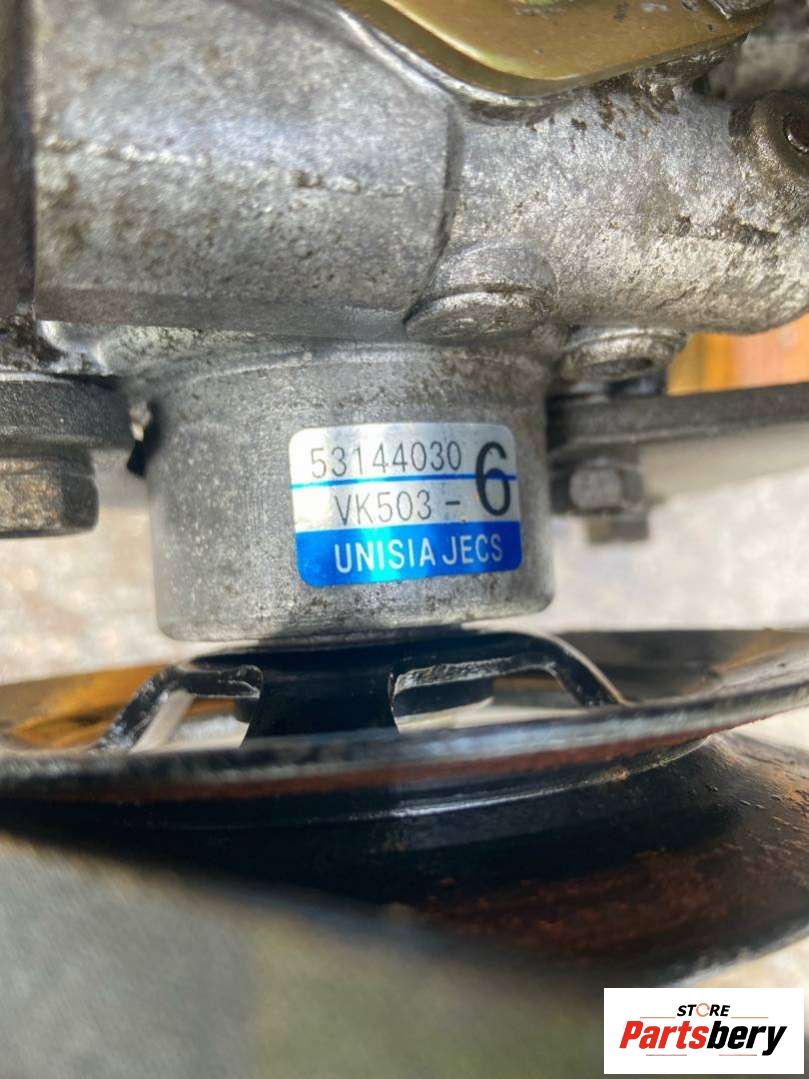 53144030
VK503 - 6
UNISIA JECS
STORE
Partsbery